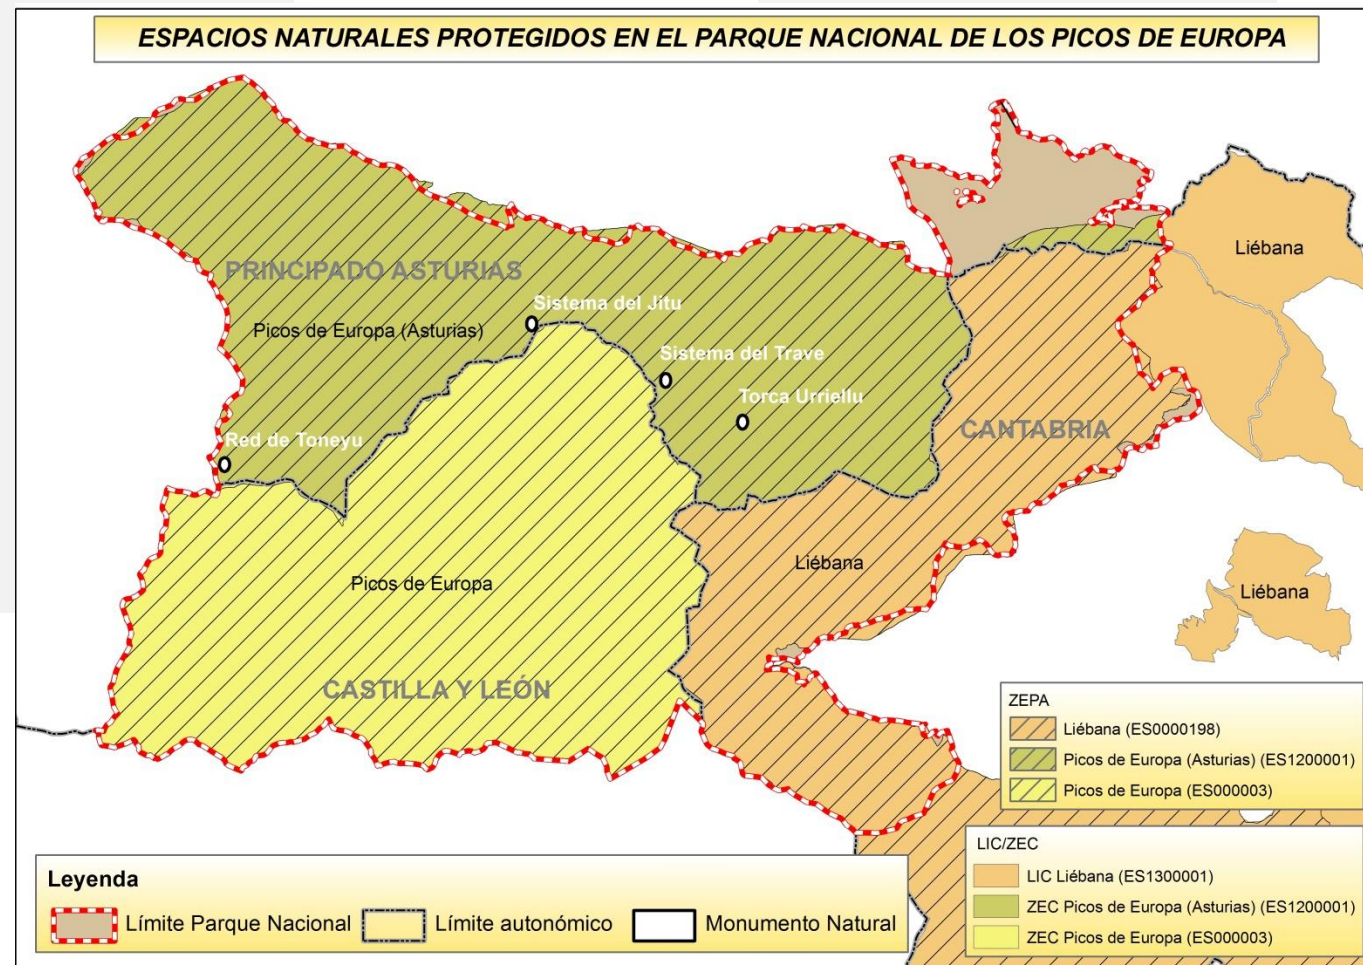 ESPACIOS NATURALES PROTEGIDOS EN EL PARQUE NACIONAL DE LOS PICOS DE EUROPA
Liébana
PRINCIPADO ASTURIAS
Sistema del Jitu
Picos de Europa (Asturias)
Sistema del Trave
Torca Urriellu
CANTABRIA
Red de Toneyu
Liébana
Picos de Europa
Liébana
CASTILLA Y LEÓN
ZEPA
Liébana (ES0000198)
Picos de Europa (Asturias) (ES1200001)
Picos de Europa (ES000003)
LIC/ZEC
LIC Liébana (ES1300001)
ZEC Picos de Europa (Asturias) (ES1200001)
ZEC Picos de Europa (ES000003)
Leyenda
Límite Parque Nacional
Límite autonómico
Monumento Natural